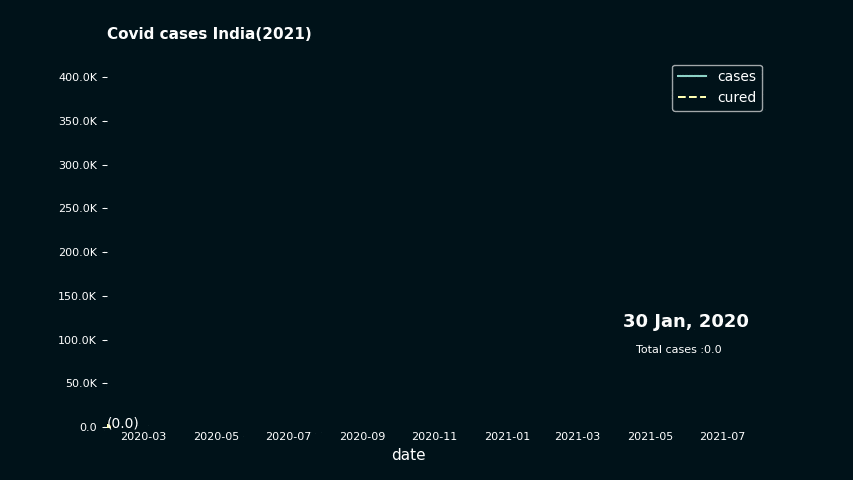 Covid cases India(2021)
400.0K
350.0K
300.0K
250.0K
200.0K
150.0K
100.0K
50.0K
0.0
cases
cured
30 Jan, 2020
Total cases :0.0
(0.0)
2020-03 2020-05 2020-07 2020-09 2020-11 2021-01 2021-03 2021-05 2021-07
date